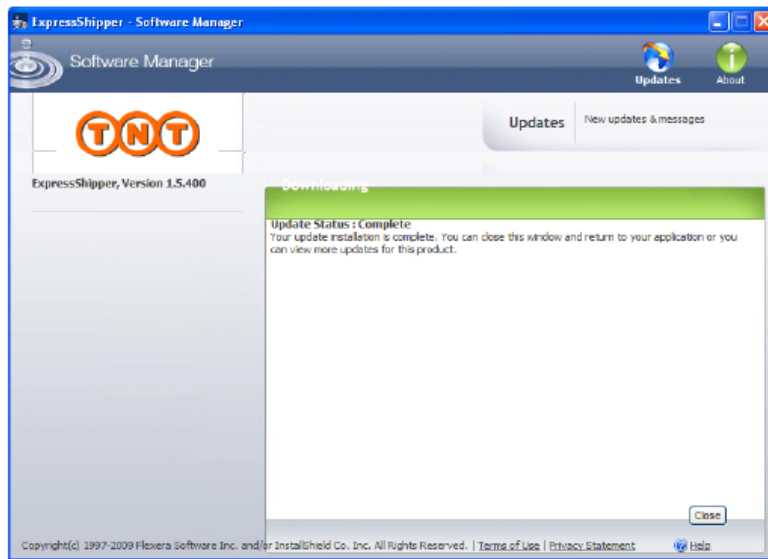 ExpressShipper - Software Manager
Software Manager
Updates
About
TNT
Updates
New updates & messages
ExpressShipper, Version 1.5.400
Downloading
Update Status : Complete
Your update installation is complete. You can close this window and return to your application or you
can view more updates for this product.
Close
Copyright(c) 1997-2009 Flexera Software Inc. and/or InstallShield Co. Inc. All Rights Reserved. | Terms of Use | Privacy Statement
Help